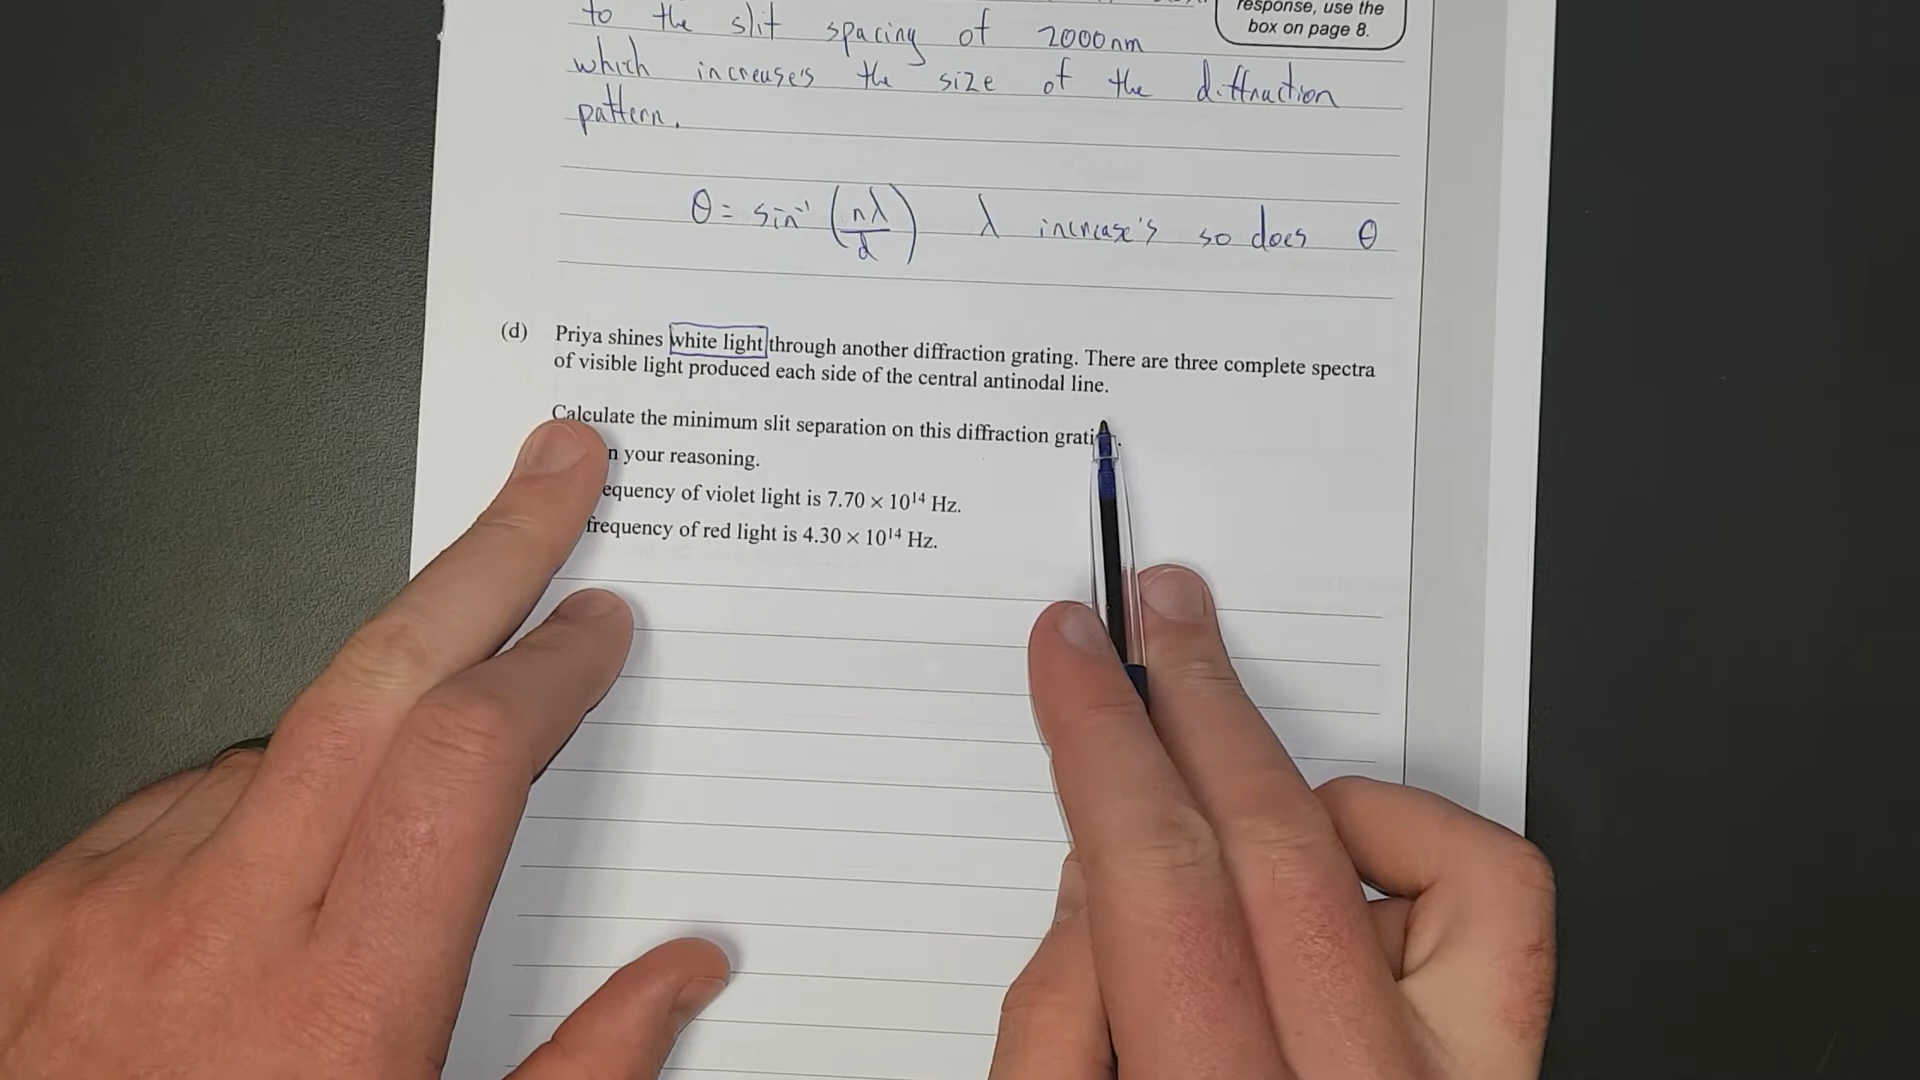 response, use the
box on page 8.
to the slit spacing of 2000nm
which increase's the size of the diffraction
pattern.
θ = sin⁻¹ (nλ/d) λ increase's so does θ
(d) Priya shines white light through another diffraction grating. There are three complete spectra
of visible light produced each side of the central antinodal line.
Calculate the minimum slit separation on this diffraction grati
n your reasoning.
equency of violet light is 7.70 × 10¹⁴ Hz.
frequency of red light is 4.30 × 10¹⁴ Hz.